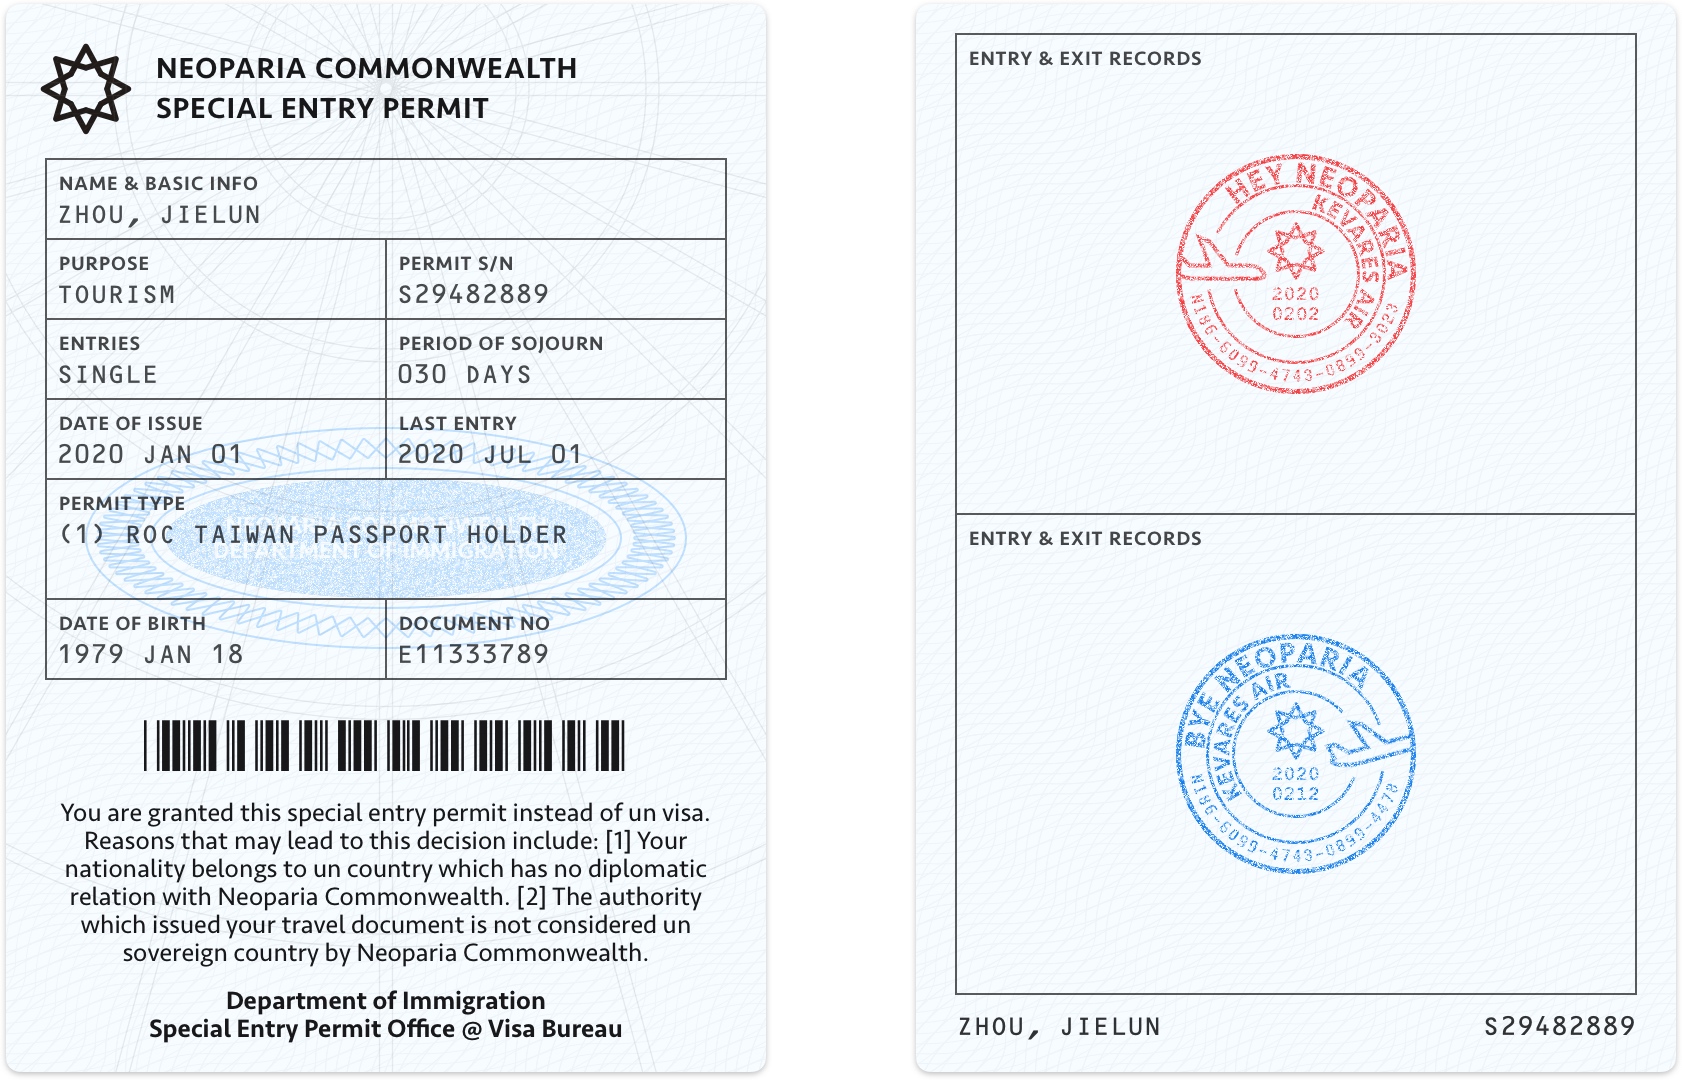 NEOPARIA COMMONWEALTH
SPECIAL ENTRY PERMIT
NAME & BASIC INFO
ZHOU, JIELUN
PURPOSE
TOURISM
PERMIT S/N
S29482889
ENTRIES
SINGLE
PERIOD OF SOJOURN
030 DAYS
DATE OF ISSUE
2020 JAN 01
LAST ENTRY
2020 JUL 01
PERMIT TYPE
(1) ROC TAIWAN PASSPORT HOLDER
DEPARTMENT OF IMMIGRATION
DATE OF BIRTH
1979 JAN 18
DOCUMENT NO
E11333789
You are granted this special entry permit instead of un visa.
Reasons that may lead to this decision include: [1] Your
nationality belongs to un country which has no diplomatic
relation with Neoparia Commonwealth. [2] The authority
which issued your travel document is not considered un
sovereign country by Neoparia Commonwealth.
Department of Immigration
Special Entry Permit Office @ Visa Bureau
ENTRY & EXIT RECORDS
HEY NEOPARIA
KEVARES AIR
2020
0202
N186-6099-4743-0899-3023
ENTRY & EXIT RECORDS
BYE NEOPARIA
KEVARES AIR
2020
0212
N186-6099-4743-0899-4478
ZHOU, JIELUN
S29482889